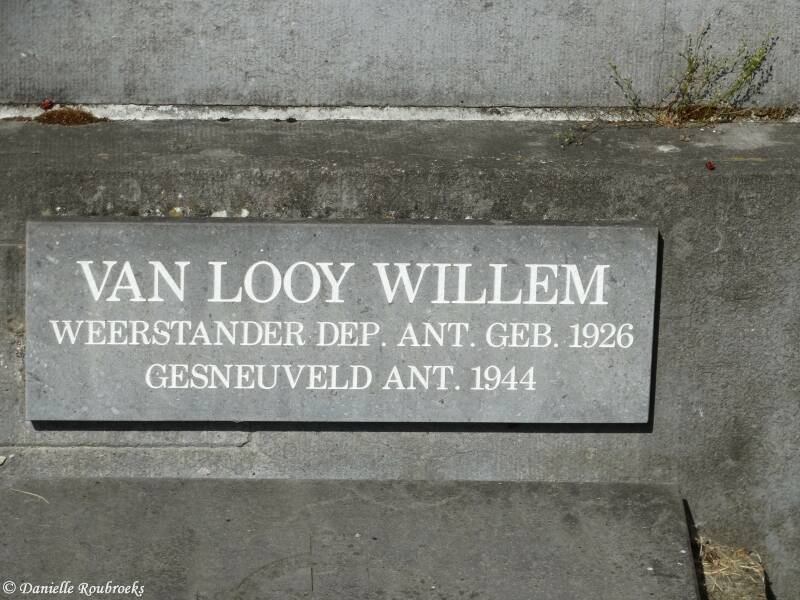 VAN LOOY WILLEM
WEERSTANDER DEP. ANT. GEB. 1926
GESNEUVELD ANT. 1944
© Danielle Roubroeks